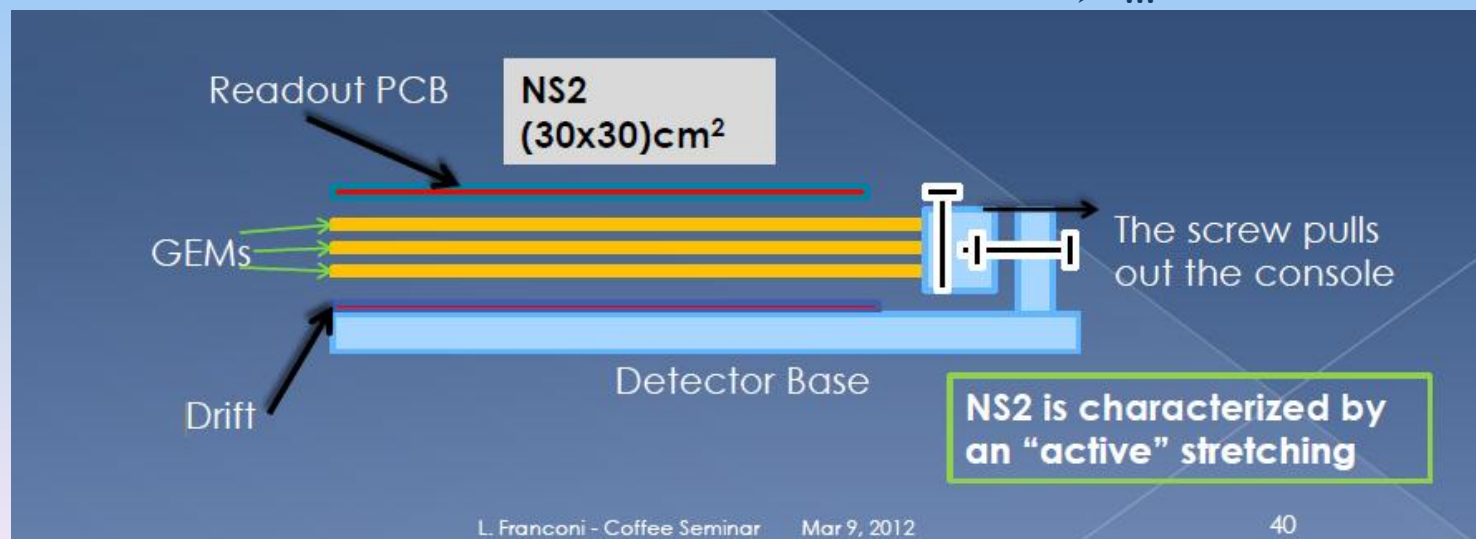 Readout PCB
NS2
(30x30)cm²
GEMs
The screw pulls
out the console
Drift
Detector Base
NS2 is characterized by
an “active” stretching
L. Franconi - Coffee Seminar Mar 9, 2012 40